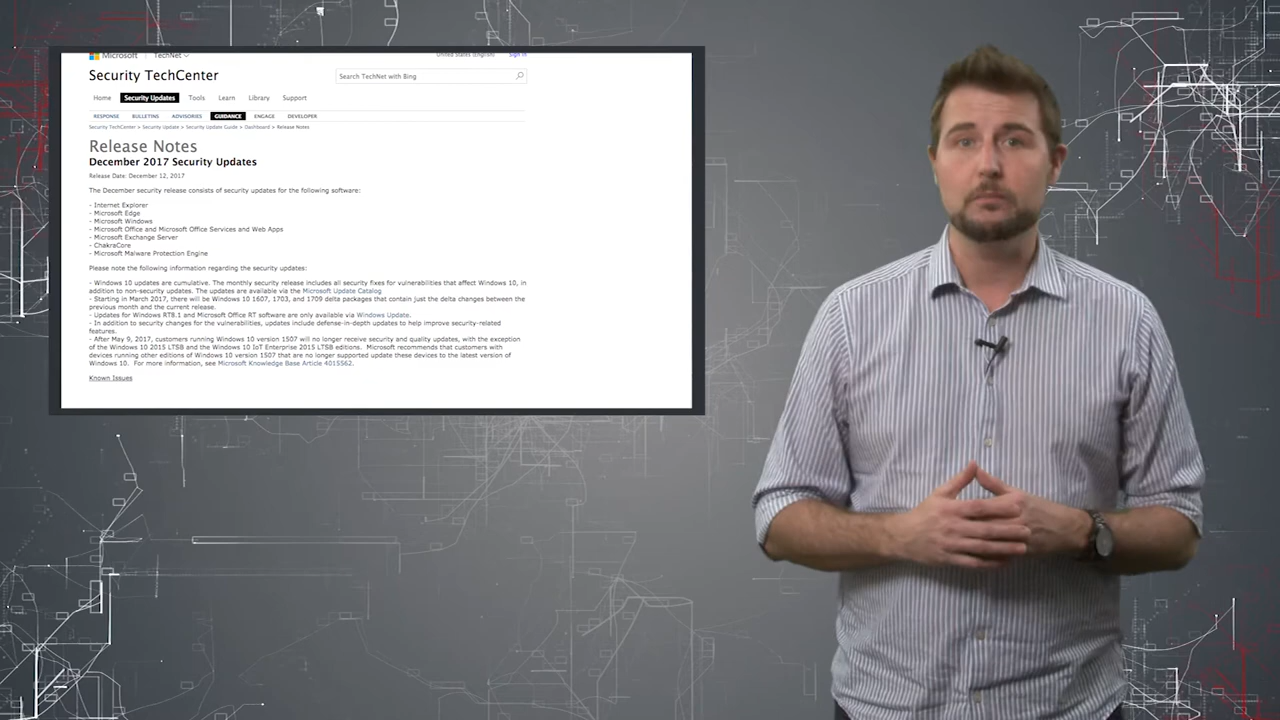 Microsoft TechNet United States (English) Sign in
Security TechCenter
Search TechNet with Bing
Home Security Updates Tools Learn Library Support
RESPONSE BULLETINS ADVISORIES GUIDANCE ENGAGE DEVELOPER
Security TechCenter > Security Update > Security Update Guide > Dashboard > Release Notes
Release Notes
December 2017 Security Updates
Release Date: December 12, 2017
The December security release consists of security updates for the following software:
- Internet Explorer
- Microsoft Edge
- Microsoft Windows
- Microsoft Office and Microsoft Office Services and Web Apps
- Microsoft Exchange Server
- ChakraCore
- Microsoft Malware Protection Engine
Please note the following information regarding the security updates:
- Windows 10 updates are cumulative. The monthly security release includes all security fixes for vulnerabilities that affect Windows 10, in
addition to non-security updates. The updates are available via the Microsoft Update Catalog
- Starting in March 2017, there will be Windows 10 1607, 1703, and 1709 delta packages that contain just the delta changes between the
previous month and the current release.
- Updates for Windows RT8.1 and Microsoft Office RT software are only available via Windows Update.
- In addition to security changes for the vulnerabilities, updates include defense-in-depth updates to help improve security-related
features.
- After May 9, 2017, customers running Windows 10 version 1507 will no longer receive security and quality updates, with the exception
of the Windows 10 2015 LTSB and the Windows 10 IoT Enterprise 2015 LTSB editions. Microsoft recommends that customers with
devices running other editions of Windows 10 version 1507 that are no longer supported update these devices to the latest version of
Windows 10. For more information, see Microsoft Knowledge Base Article 4015562.
Known Issues